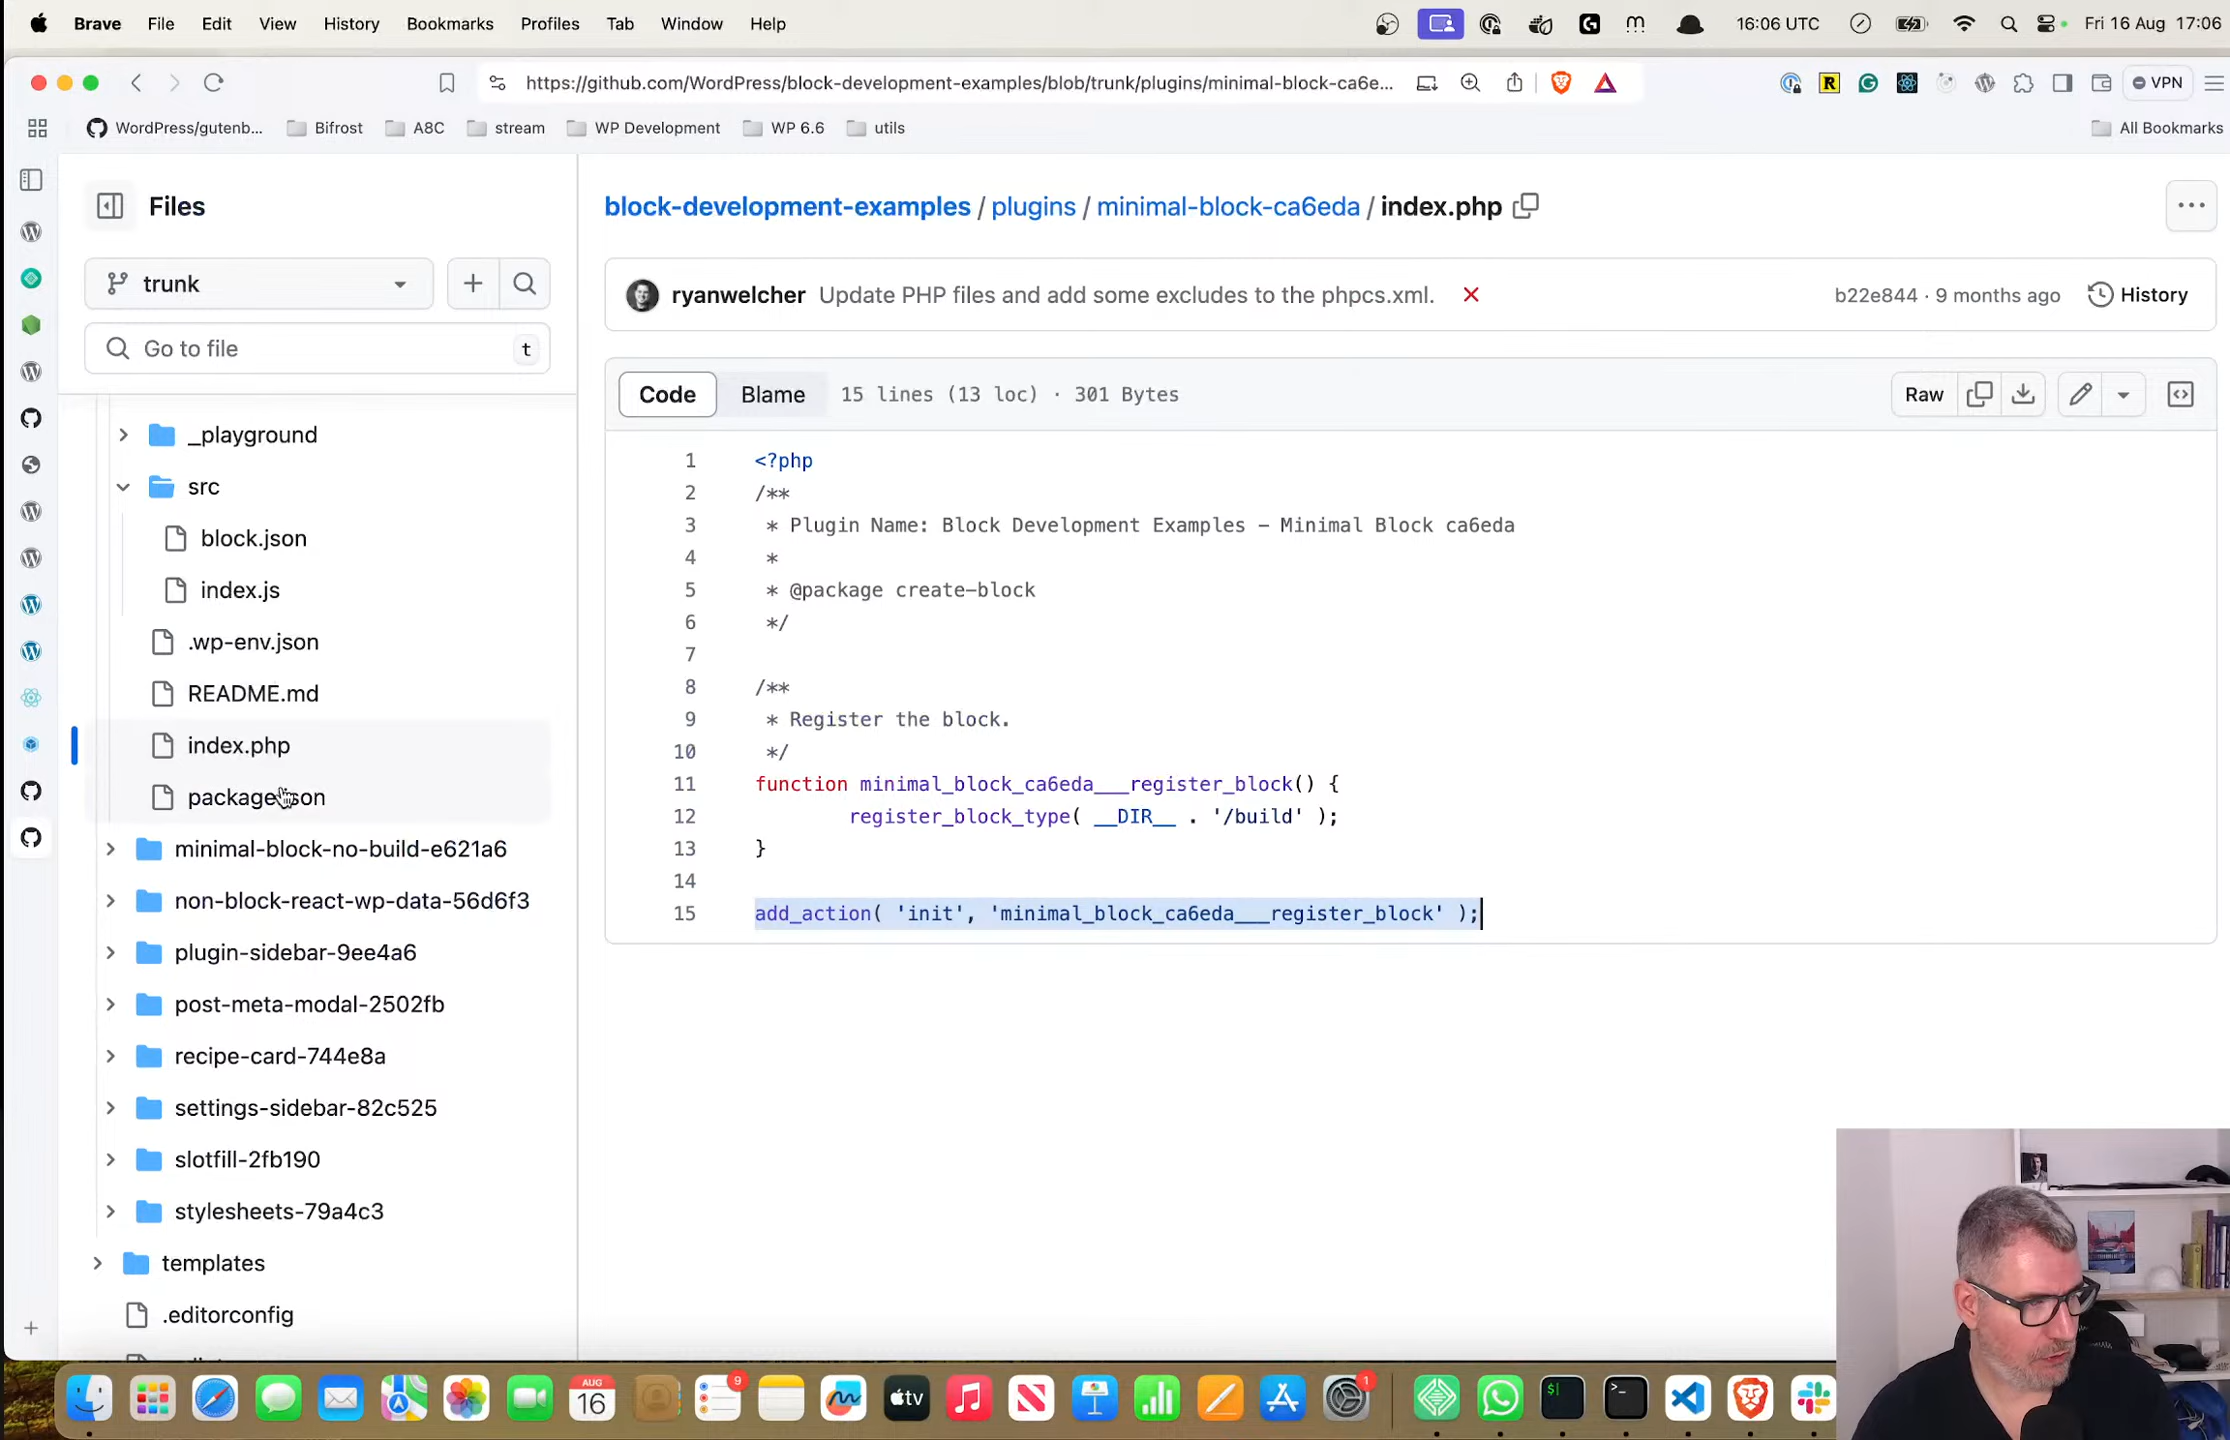 Brave File Edit View History Bookmarks Profiles Tab Window Help 16:06 UTC Fri 16 Aug 17:06
https://github.com/WordPress/block-development-examples/blob/trunk/plugins/minimal-block-ca6e... VPN
WordPress/gutenb... Bifrost A8C stream WP Development WP 6.6 utils All Bookmarks
Files
trunk
Go to file t
_playground
src
block.json
index.js
.wp-env.json
README.md
index.php
package.json
minimal-block-no-build-e621a6
non-block-react-wp-data-56d6f3
plugin-sidebar-9ee4a6
post-meta-modal-2502fb
recipe-card-744e8a
settings-sidebar-82c525
slotfill-2fb190
stylesheets-79a4c3
templates
.editorconfig
block-development-examples / plugins / minimal-block-ca6eda / index.php
ryanwelcher Update PHP files and add some excludes to the phpcs.xml. b22e844 · 9 months ago History
Code Blame 15 lines (13 loc) · 301 Bytes Raw
1 <?php
2 /**
3 * Plugin Name: Block Development Examples - Minimal Block ca6eda
4 *
5 * @package create-block
6 */
7
8 /**
9 * Register the block.
10 */
11 function minimal_block_ca6eda___register_block() {
12 register_block_type( __DIR__ . '/build' );
13 }
14
15 add_action( 'init', 'minimal_block_ca6eda___register_block' );
AUG
16
9
tv
1